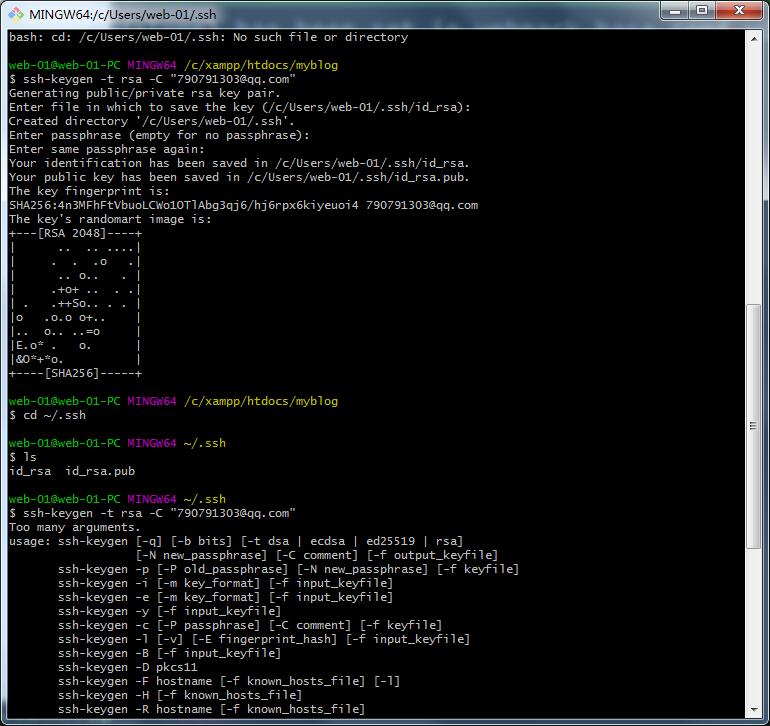 MINGW64:/c/Users/web-01/.ssh
bash: cd: /c/Users/web-01/.ssh: No such file or directory
web-01@web-01-PC MINGW64 /c/xampp/htdocs/myblog
$ ssh-keygen -t rsa -C "790791303@qq.com"
Generating public/private rsa key pair.
Enter file in which to save the key (/c/Users/web-01/.ssh/id_rsa):
Created directory '/c/Users/web-01/.ssh'.
Enter passphrase (empty for no passphrase):
Enter same passphrase again:
Your identification has been saved in /c/Users/web-01/.ssh/id_rsa.
Your public key has been saved in /c/Users/web-01/.ssh/id_rsa.pub.
The key fingerprint is:
SHA256:4n3MFhFtVbuoLCWo1OTlAbg3qj6/hj6rpx6kiyeuoi4 790791303@qq.com
The key's randomart image is:
+---[RSA 2048]----+
|      ..  .. ....|
|     .  .  .o   .|
|      .. o..   . |
|     .+o+ ..  . .|
| .   .++So.. . . |
|o   .o.o o+..    |
|..  o.. ..=o     |
|E.o* .   o.      |
|&O*+*o.          |
+----[SHA256]-----+
web-01@web-01-PC MINGW64 /c/xampp/htdocs/myblog
$ cd ~/.ssh
web-01@web-01-PC MINGW64 ~/.ssh
$ ls
id_rsa  id_rsa.pub
web-01@web-01-PC MINGW64 ~/.ssh
$ ssh-keygen -t rsa -C "790791303@qq.com"
Too many arguments.
usage: ssh-keygen [-q] [-b bits] [-t dsa | ecdsa | ed25519 | rsa]
                  [-N new_passphrase] [-C comment] [-f output_keyfile]
       ssh-keygen -p [-P old_passphrase] [-N new_passphrase] [-f keyfile]
       ssh-keygen -i [-m key_format] [-f input_keyfile]
       ssh-keygen -e [-m key_format] [-f input_keyfile]
       ssh-keygen -y [-f input_keyfile]
       ssh-keygen -c [-P passphrase] [-C comment] [-f keyfile]
       ssh-keygen -l [-v] [-E fingerprint_hash] [-f input_keyfile]
       ssh-keygen -B [-f input_keyfile]
       ssh-keygen -D pkcs11
       ssh-keygen -F hostname [-f known_hosts_file] [-l]
       ssh-keygen -H [-f known_hosts_file]
       ssh-keygen -R hostname [-f known_hosts_file]